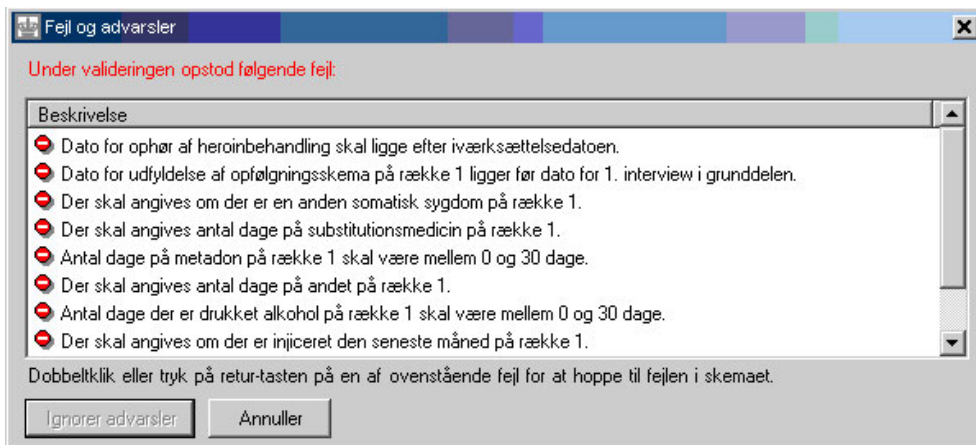 Fejl og advarsler
Under valideringen opstod følgende fejl:
Beskrivelse
Dato for ophør af heroinbehandling skal ligge efter iværksættelsedatoen.
Dato for udfyldelse af opfølgningsskema på række 1 ligger før dato for 1. interview i grunddelen.
Der skal angives om der er en anden somatisk sygdom på række 1.
Der skal angives antal dage på substitutionsmedicin på række 1.
Antal dage på metadon på række 1 skal være mellem 0 og 30 dage.
Der skal angives antal dage på andet på række 1.
Antal dage der er drukket alkohol på række 1 skal være mellem 0 og 30 dage.
Der skal angives om der er injiceret den seneste måned på række 1.
Dobbeltklik eller tryk på retur-tasten på en af ovenstående fejl for at hoppe til fejlen i skemaet.
Ignorer advarsler
Annuller